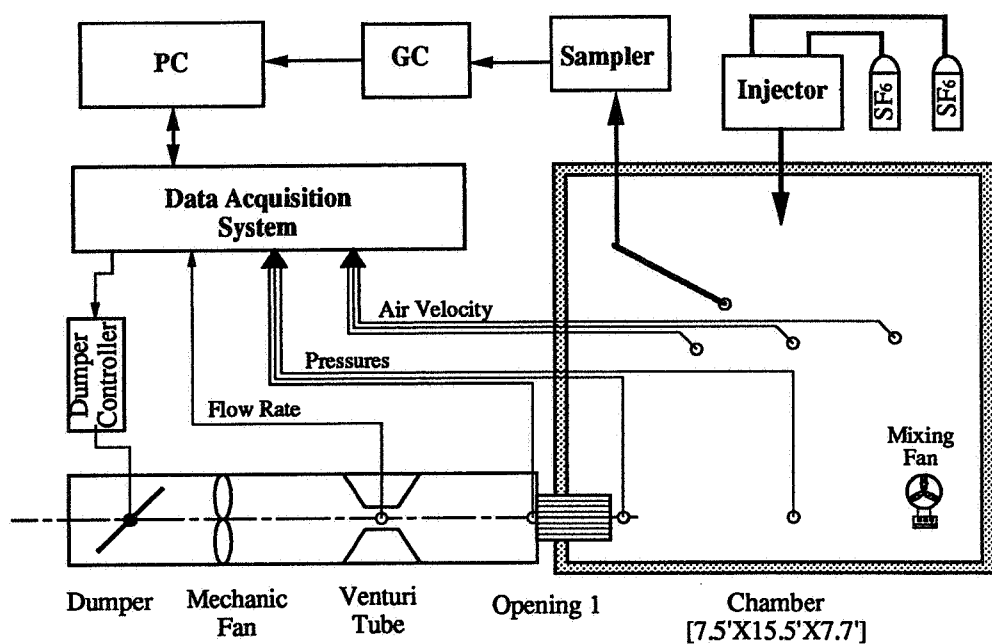 PC
GC
Sampler
Injector
SF6
SF6
Data Acquisition
System
Air Velocity
Dumper
Controller
Pressures
Flow Rate
Mixing
Fan
Dumper
Mechanic
Fan
Venturi
Tube
Opening 1
Chamber
[7.5'X15.5'X7.7']